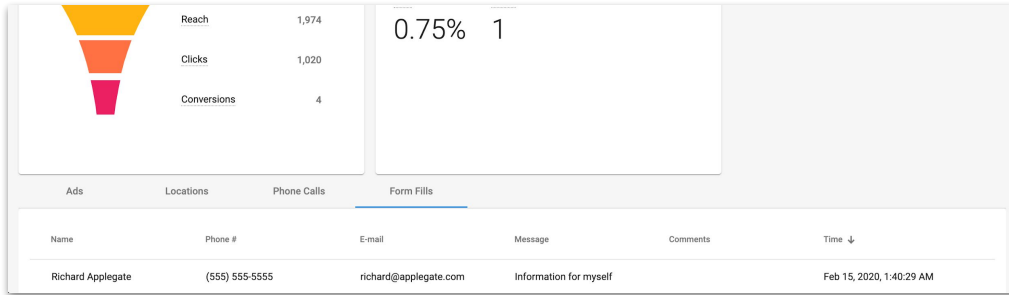 Reach 1,974
0.75% 1
Clicks 1,020
Conversions 4
Ads Locations Phone Calls Form Fills
Name Phone # E-mail Message Comments Time ↓
Richard Applegate (555) 555-5555 richard@applegate.com Information for myself Feb 15, 2020, 1:40:29 AM